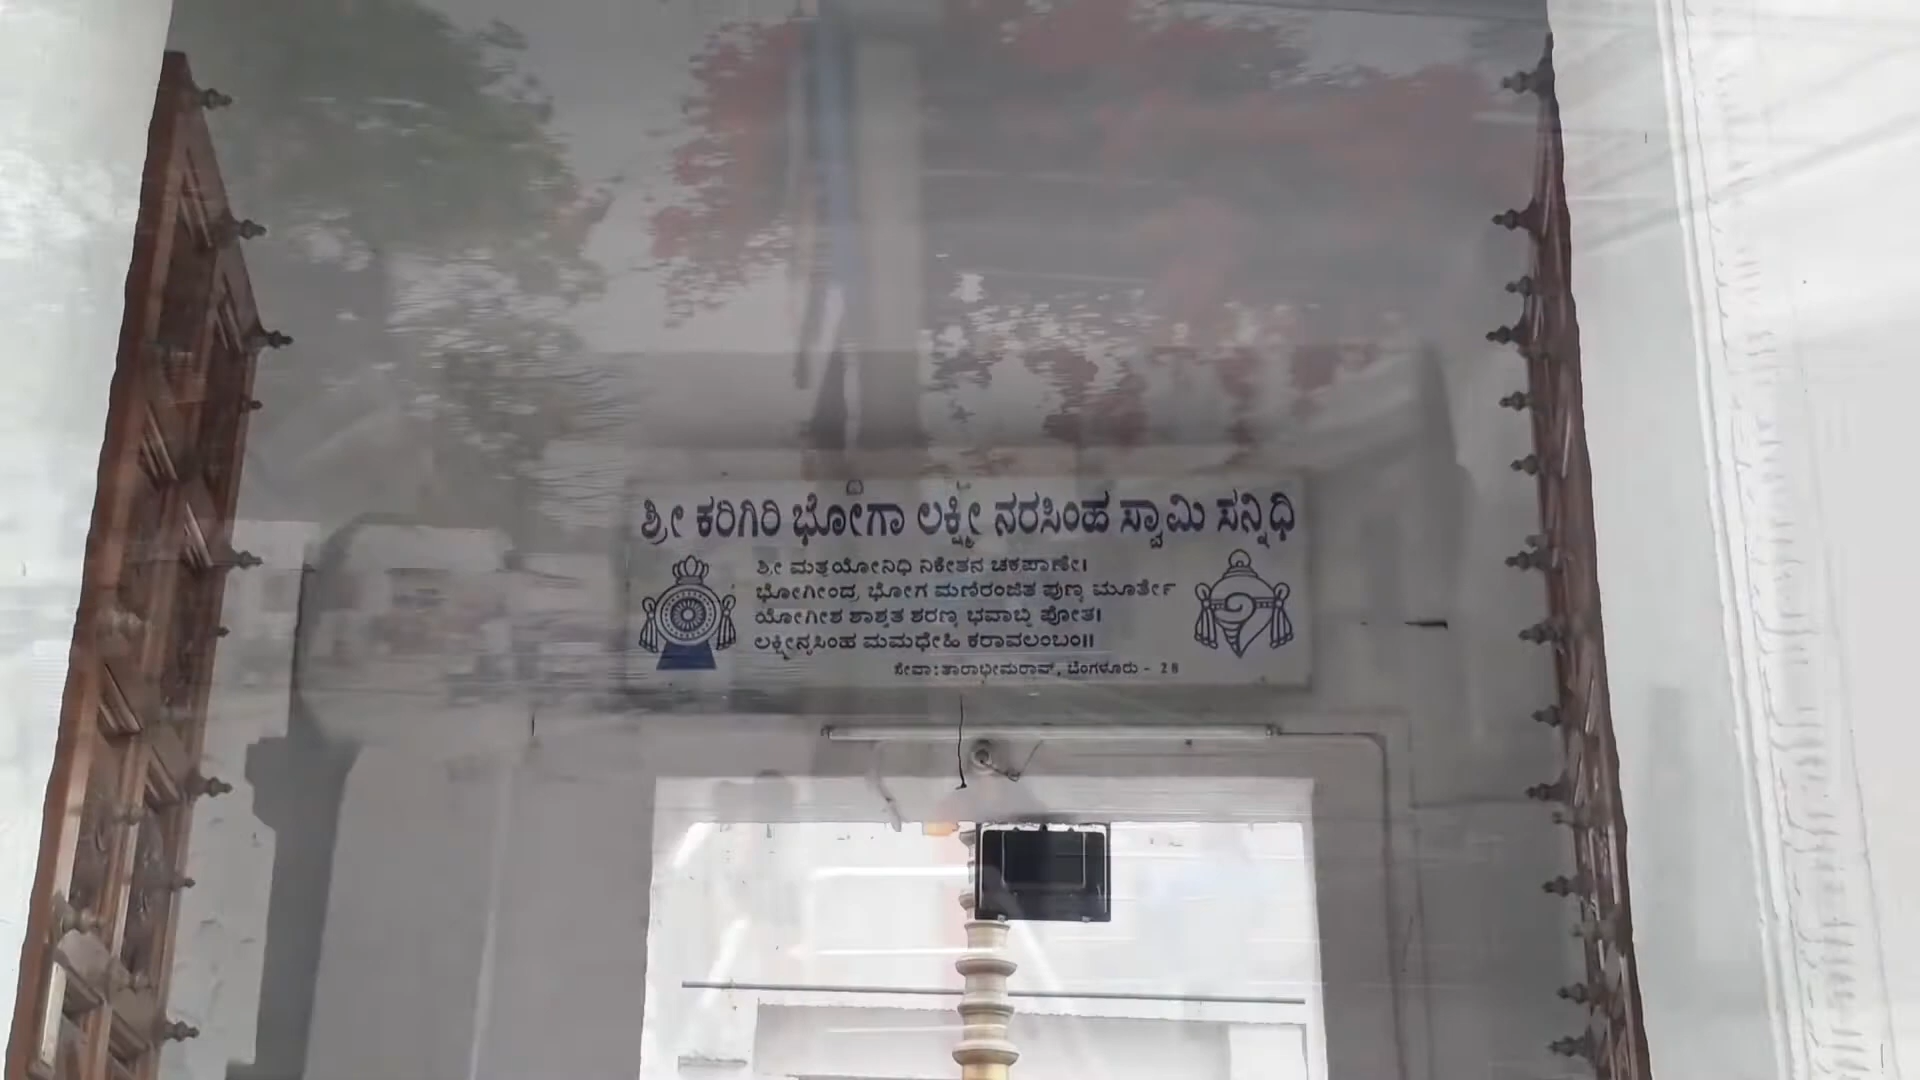 ಶ್ರೀ ಕರಿಗಿರಿ ಭೋಗಾ ಲಕ್ಷ್ಮೀ ನರಸಿಂಹ ಸ್ವಾಮಿ ಸನ್ನಿಧಿ
ಶ್ರೀ ಮತ್ಪಯೋನಿಧಿ ನಿಕೇತನ ಚಕ್ರಪಾಣೇ।
ಭೋಗೀಂದ್ರ ಭೋಗ ಮಣಿರಂಜಿತ ಪುಣ್ಯ ಮೂರ್ತೇ
ಯೋಗೀಶ ಶಾಶ್ವತ ಶರಣ್ಯ ಭವಾಬ್ಧಿ ಪೋತ।
ಲಕ್ಷ್ಮೀನೃಸಿಂಹ ಮಮದೇಹಿ ಕರಾವಲಂಬಂ॥
ಸೇವಾ:ತಾರಾಭೀಮರಾವ್, ಬೆಂಗಳೂರು - 28